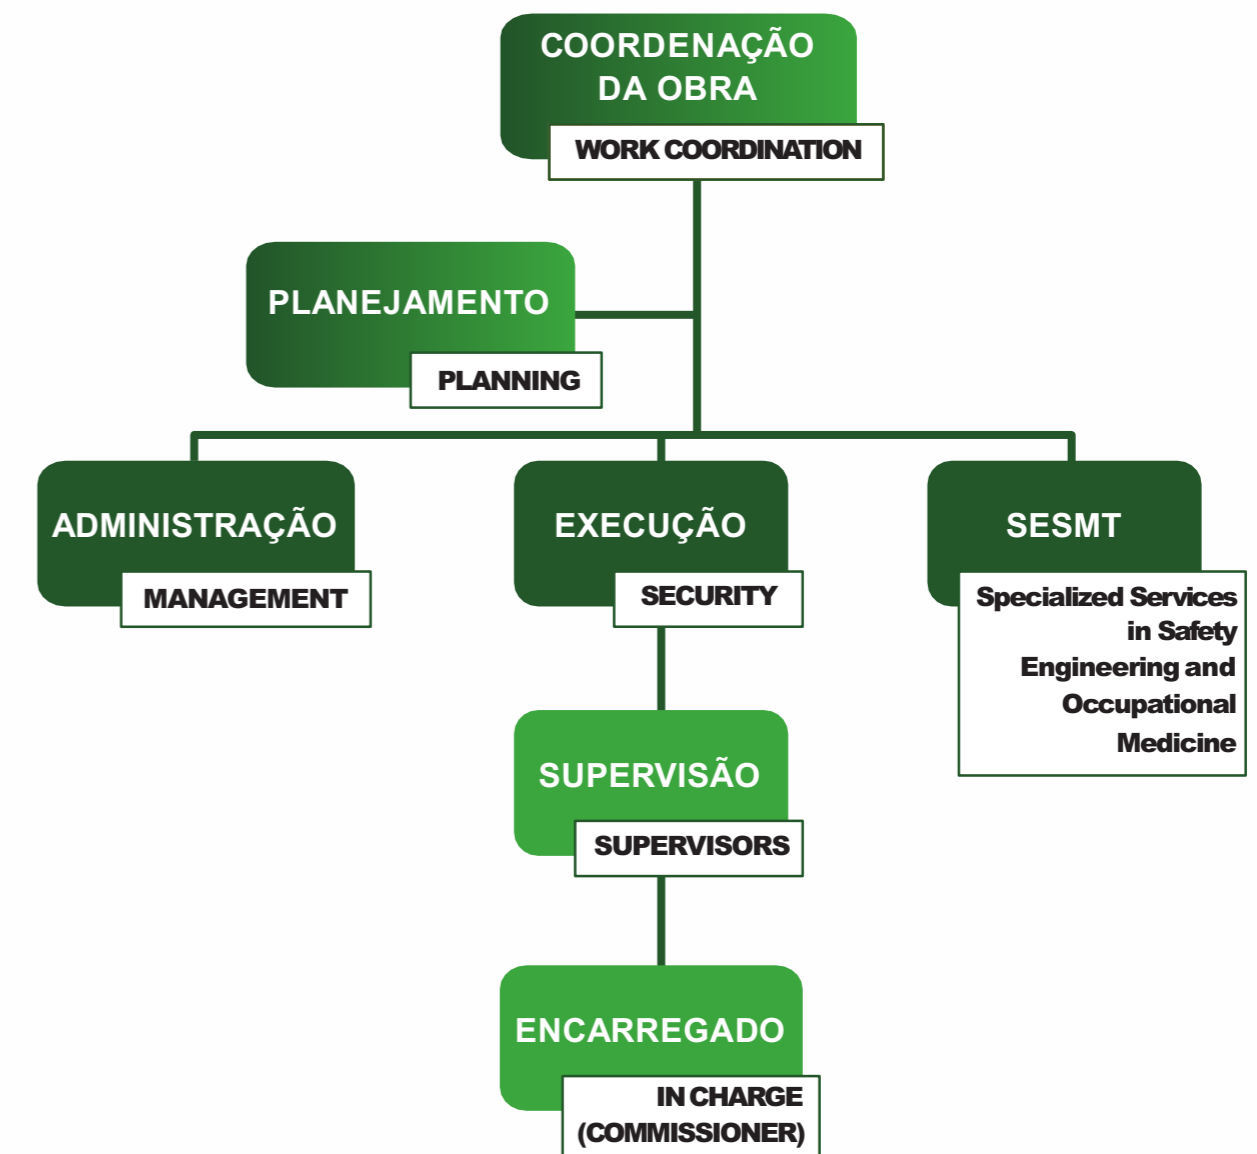 COORDENAÇÃO
DA OBRA
WORK COORDINATION
PLANEJAMENTO
PLANNING
ADMINISTRAÇÃO
MANAGEMENT
EXECUÇÃO
SECURITY
SESMT
Specialized Services
in Safety
Engineering and
Occupational
Medicine
SUPERVISÃO
SUPERVISORS
ENCARREGADO
IN CHARGE
(COMMISSIONER)